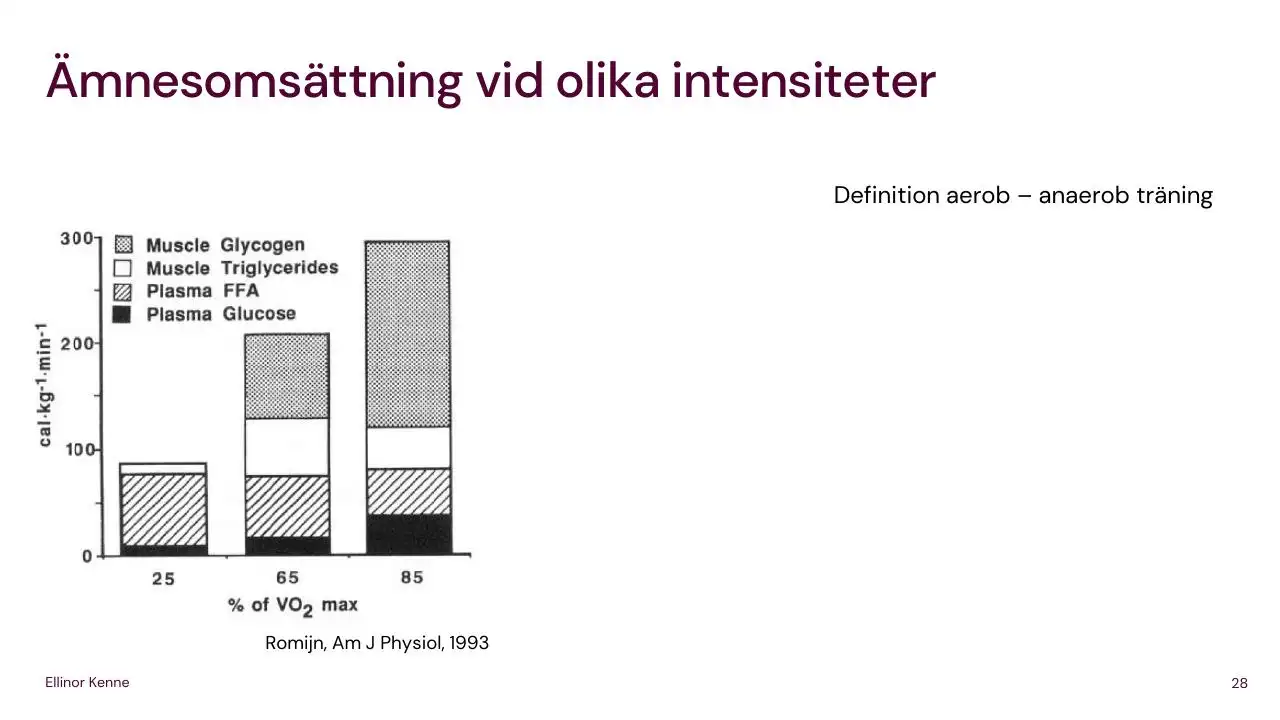 Ämnesomsättning vid olika intensiteter
Definition aerob – anaerob träning
300
200
100
0
cal·kg-1·min-1
Muscle Glycogen
Muscle Triglycerides
Plasma FFA
Plasma Glucose
25 65 85
% of VO2 max
Romijn, Am J Physiol, 1993
Ellinor Kenne
28